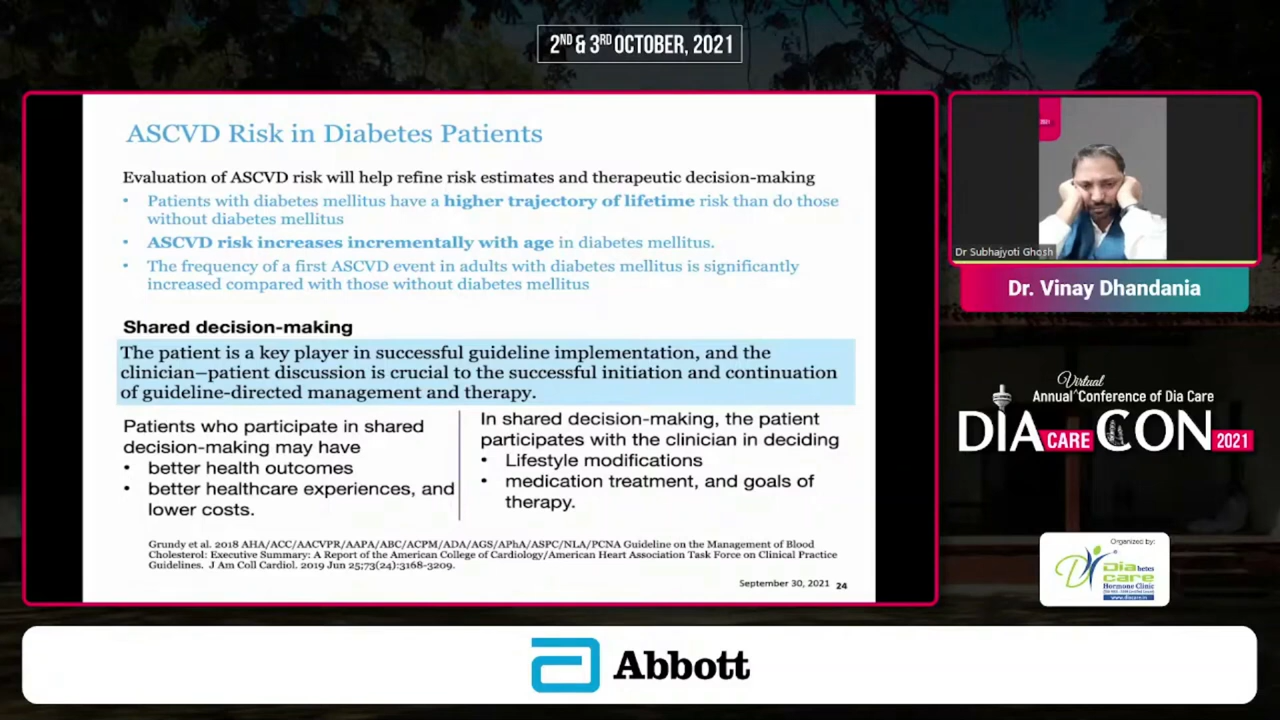 2ND & 3RD OCTOBER, 2021
ASCVD Risk in Diabetes Patients
Evaluation of ASCVD risk will help refine risk estimates and therapeutic decision-making
• Patients with diabetes mellitus have a higher trajectory of lifetime risk than do those
without diabetes mellitus
• ASCVD risk increases incrementally with age in diabetes mellitus.
• The frequency of a first ASCVD event in adults with diabetes mellitus is significantly
increased compared with those without diabetes mellitus
Shared decision-making
The patient is a key player in successful guideline implementation, and the
clinician–patient discussion is crucial to the successful initiation and continuation
of guideline-directed management and therapy.
Patients who participate in shared
decision-making may have
• better health outcomes
• better healthcare experiences, and
lower costs.
In shared decision-making, the patient
participates with the clinician in deciding
• Lifestyle modifications
• medication treatment, and goals of
therapy.
Grundy et al. 2018 AHA/ACC/AACVPR/AAPA/ABC/ACPM/ADA/AGS/APhA/ASPC/NLA/PCNA Guideline on the Management of Blood
Cholesterol: Executive Summary: A Report of the American College of Cardiology/American Heart Association Task Force on Clinical Practice
Guidelines. J Am Coll Cardiol. 2019 Jun 25;73(24):3168-3209.
September 30, 2021 24
2021
Dr Subhajyoti Ghosh
Dr. Vinay Dhandania
Virtual
Annual ^ Conference of Dia Care
DIA CARE CON 2021
Organized by:
Diabetes
care
Hormone Clinic
www.diacare.in
Abbott